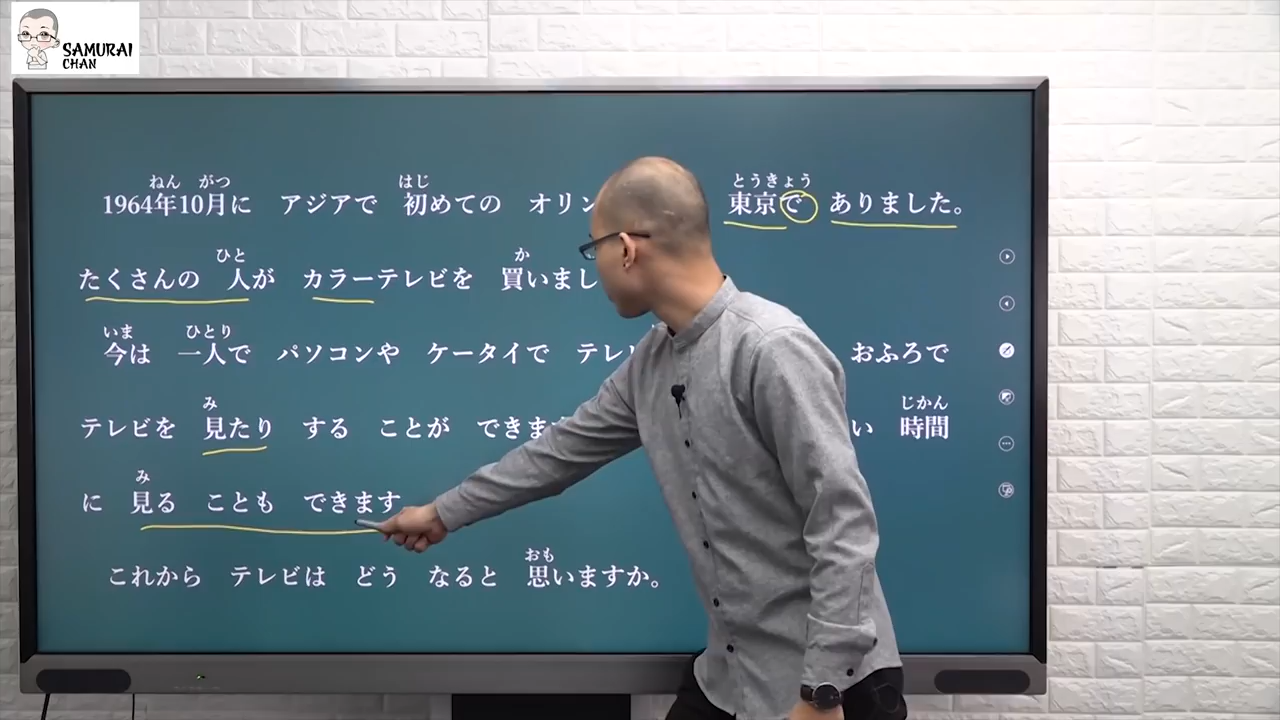 SAMURAI
CHAN
ねん がつ はじ とうきょう
1964年10月に アジアで 初めての オリン 東京で ありました。
ひと か
たくさんの 人が カラーテレビを 買いまし
いま ひとり
今は 一人で パソコンや ケータイで テレ おふろで
み じかん
テレビを 見たり する ことが できま い 時間
み
に 見る ことも できます
おも
これから テレビは どう なると 思いますか。